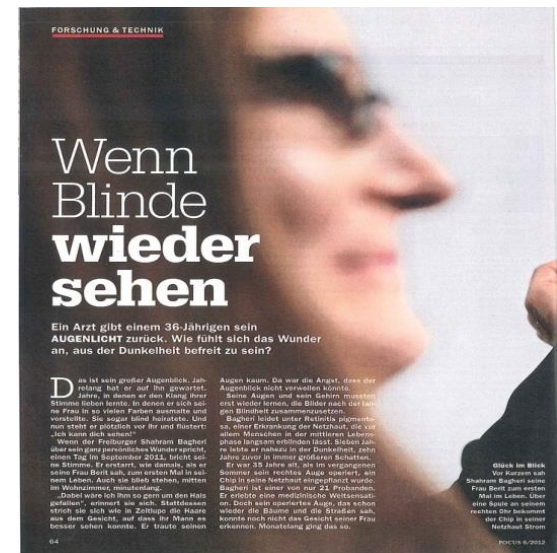 FORSCHUNG & TECHNIK
Wenn
Blinde
wieder
sehen
Ein Arzt gibt einem 36-Jährigen sein
AUGENLICHT zurück. Wie fühlt sich das Wunder
an, aus der Dunkelheit befreit zu sein?
Das ist sein großer Augenblick. Jah-
relang hat er auf ihn gewartet.
Jahre, in denen er den Klang ihrer
Stimme lieben lernte. In denen er sich sei-
ne Frau in so vielen Farben ausmalte und
vorstellte. Sie sogar blind heiratete. Und
nun steht er plötzlich vor ihr und flüstert:
„Ich kann dich sehen!“
Wenn der Freiburger Shahram Bagheri
über sein ganz persönliches Wunder spricht,
einen Tag im September 2011, bricht sei-
ne Stimme. Er erstarrt, wie damals, als er
seine Frau Berit sah, zum ersten Mal in sei-
nem Leben. Auch sie blieb stehen, mitten
im Wohnzimmer, minutenlang.
„Dabei wäre ich ihm so gern um den Hals
gefallen“, erinnert sie sich. Stattdessen
strich sie sich wie in Zeitlupe die Haare
aus dem Gesicht, auf dass ihr Mann es
besser sehen konnte. Er traute seinen
Augen kaum. Da war die Angst, dass der
Augenblick nicht verweilen könnte.
Seine Augen und sein Gehirn mussten
erst wieder lernen, die Bilder nach der lan-
gen Blindheit zusammenzusetzen.
Bagheri leidet unter Retinitis pigmento-
sa, einer Erkrankung der Netzhaut, die vor
allem Menschen in der mittleren Lebens-
phase langsam erblinden lässt. Sieben Jah-
re lebte er nahezu in der Dunkelheit, zehn
Jahre zuvor in immer größeren Schatten.
Er war 35 Jahre alt, als im vergangenen
Sommer sein rechtes Auge operiert, ein
Chip in seine Netzhaut eingepflanzt wurde.
Bagheri ist einer von nur 21 Probanden.
Er erlebte eine medizinische Weltsensati-
on. Doch sein operiertes Auge, das schon
wieder die Bäume und die Straßen sah,
konnte noch nicht das Gesicht seiner Frau
erkennen. Monatelang ging das so.
Glück im Blick
Vor Kurzem sah
Shahram Bagheri seine
Frau Berit zum ersten
Mal im Leben. Über
eine Spule an seinem
rechten Ohr bekommt
der Chip in seiner
Netzhaut Strom
64
FOCUS 6/2012